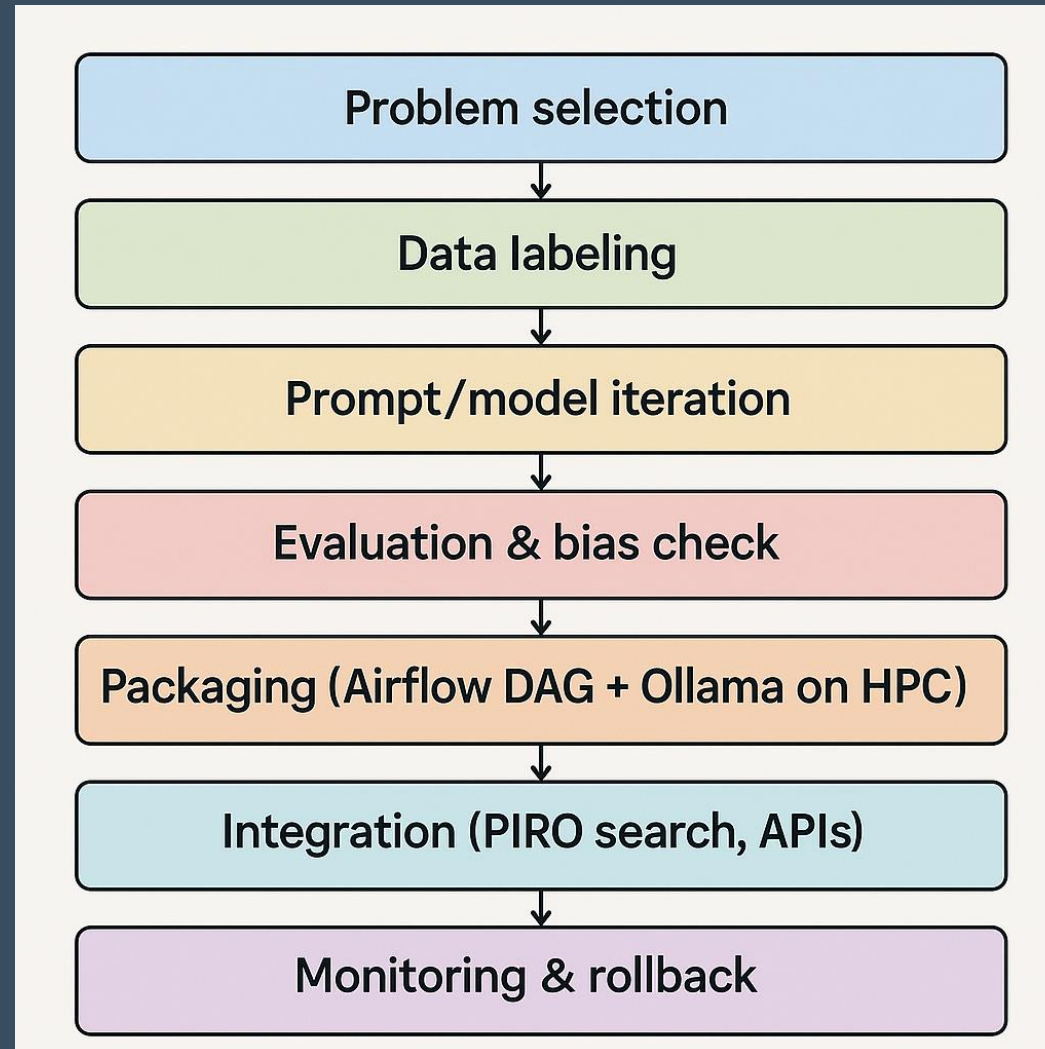 Problem selection
Data labeling
Prompt/model iteration
Evaluation & bias check
Packaging (Airflow DAG + Ollama on HPC)
Integration (PIRO search, APIs)
Monitoring & rollback